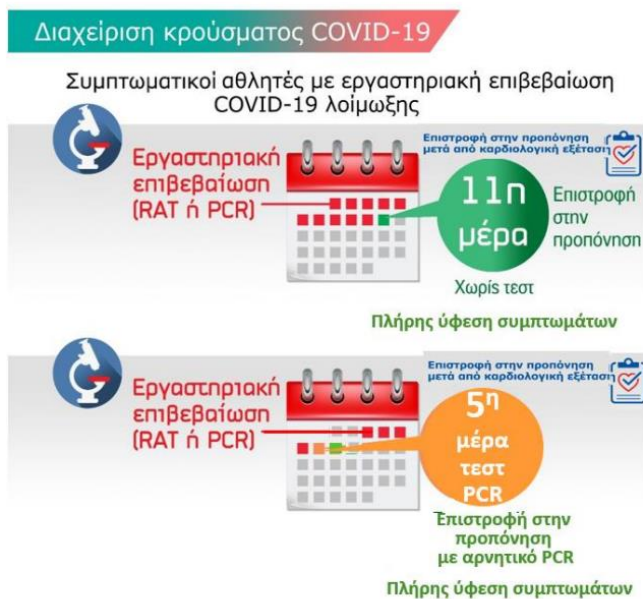 Διαχείριση κρούσματος COVID-19
Συμπτωματικοί αθλητές με εργαστηριακή επιβεβαίωση
COVID-19 λοίμωξης
Εργαστηριακή
επιβεβαίωση
(RAT ή PCR)
Επιστροφή στην προπόνηση
μετά από καρδιολογική εξέταση
11η
μέρα
Επιστροφή
στην
προπόνηση
Χωρίς τεστ
Πλήρης ύφεση συμπτωμάτων
Εργαστηριακή
επιβεβαίωση
(RAT ή PCR)
Επιστροφή στην προπόνηση
μετά από καρδιολογική εξέταση
5η
μέρα
τεστ
PCR
Επιστροφή στην
προπόνηση
με αρνητικό PCR
Πλήρης ύφεση συμπτωμάτων